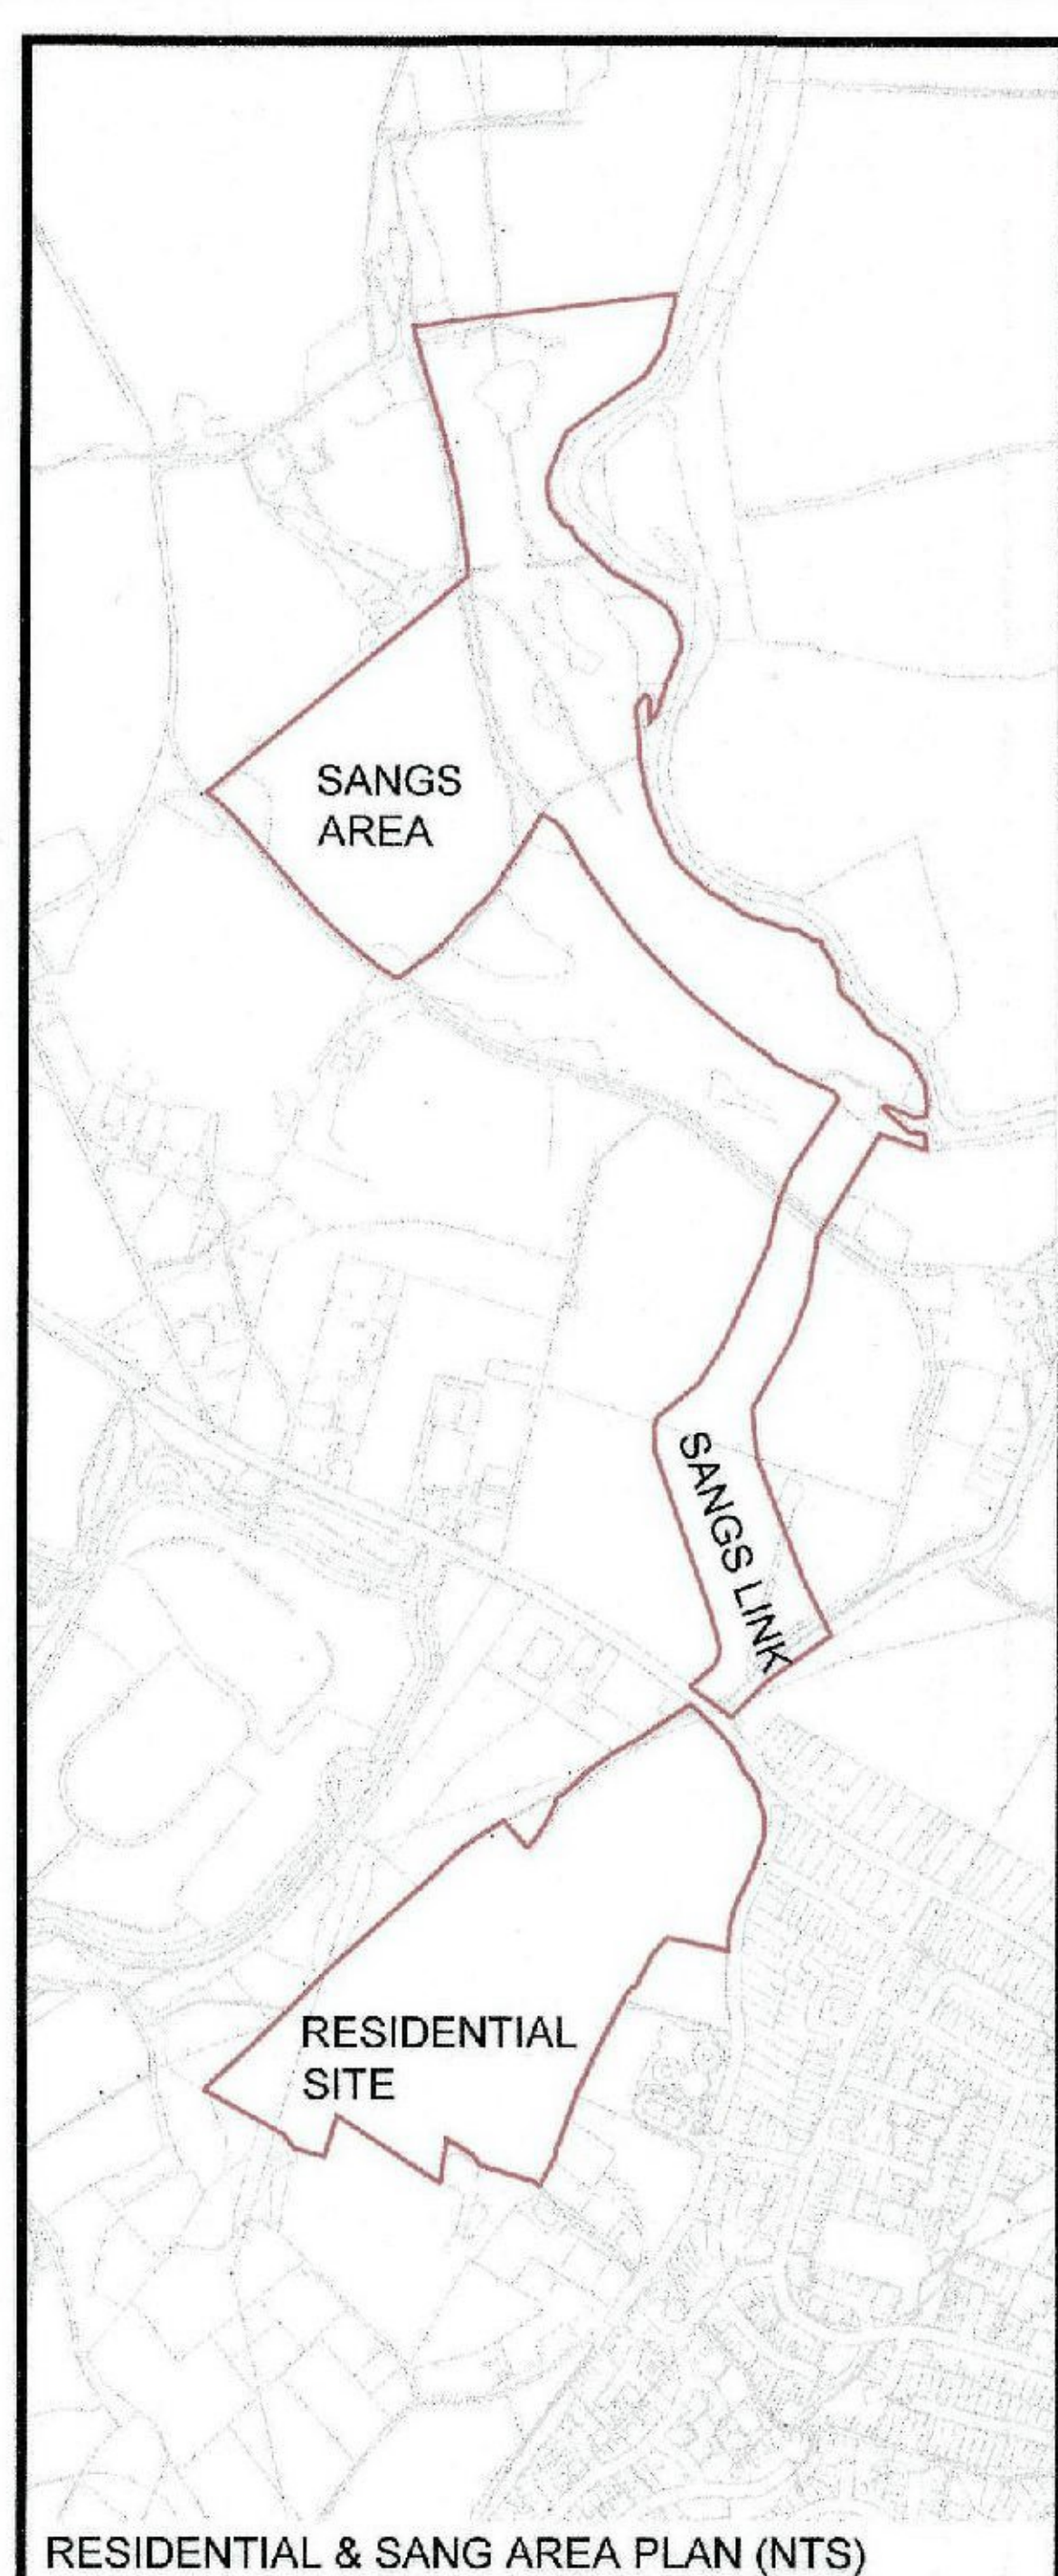 SANGS
AREA
SANGS LINK
RESIDENTIAL
SITE
RESIDENTIAL & SANG AREA PLAN (NTS)